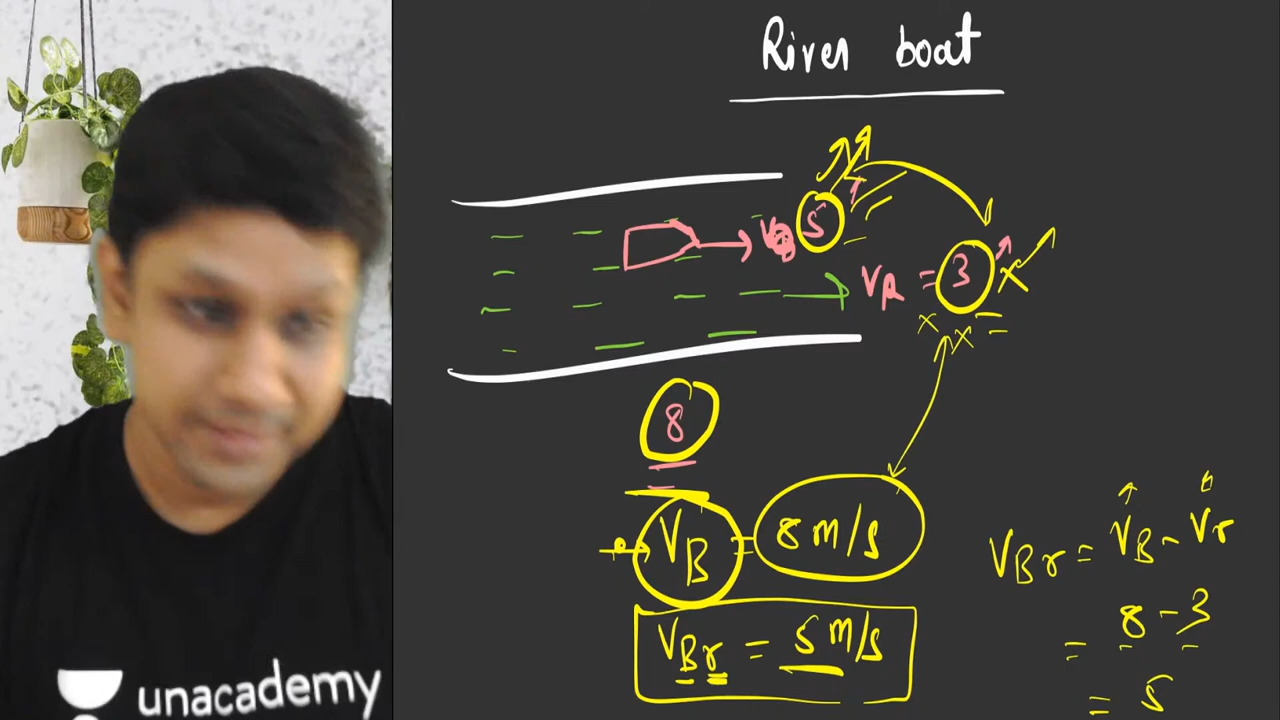 River boat
5
VR = 3
8
VB = 8 m/s
VBr = 5 m/s
VBr = VB - Vr
= 8 - 3
= 5
unacademy